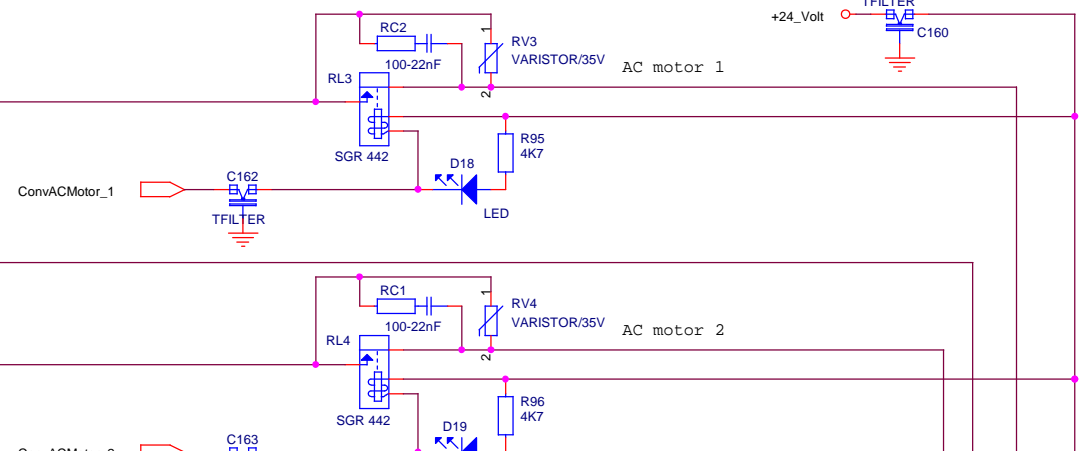 TFILTER
+24_Volt
C160
RC2
1
RV3
VARISTOR/35V
100-22nF
AC motor 1
RL3
2
R95
4K7
SGR 442
D18
C162
ConvACMotor_1
LED
TFILTER
RC1
1
RV4
VARISTOR/35V
100-22nF
AC motor 2
RL4
2
R96
4K7
SGR 442
D19
C163